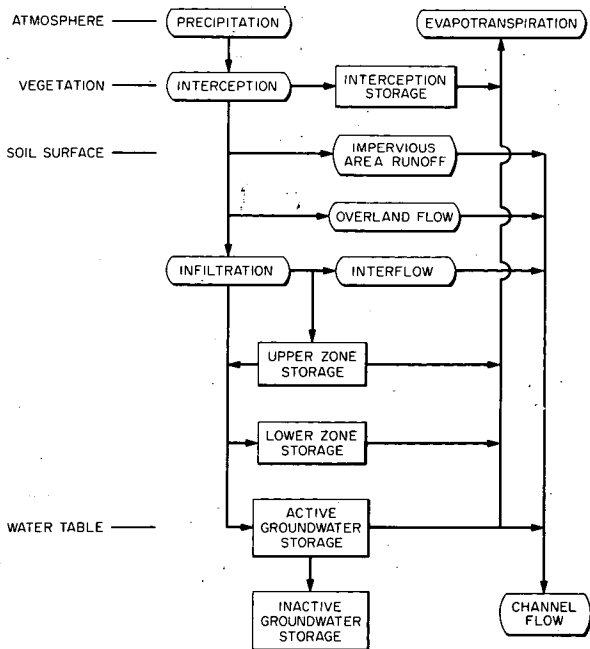 ATMOSPHERE
PRECIPITATION
EVAPOTRANSPIRATION
VEGETATION
INTERCEPTION
INTERCEPTION
STORAGE
SOIL SURFACE
IMPERVIOUS
AREA RUNOFF
OVERLAND FLOW
INFILTRATION
INTERFLOW
UPPER ZONE
STORAGE
LOWER ZONE
STORAGE
WATER TABLE
ACTIVE
GROUNDWATER
STORAGE
INACTIVE
GROUNDWATER
STORAGE
CHANNEL
FLOW